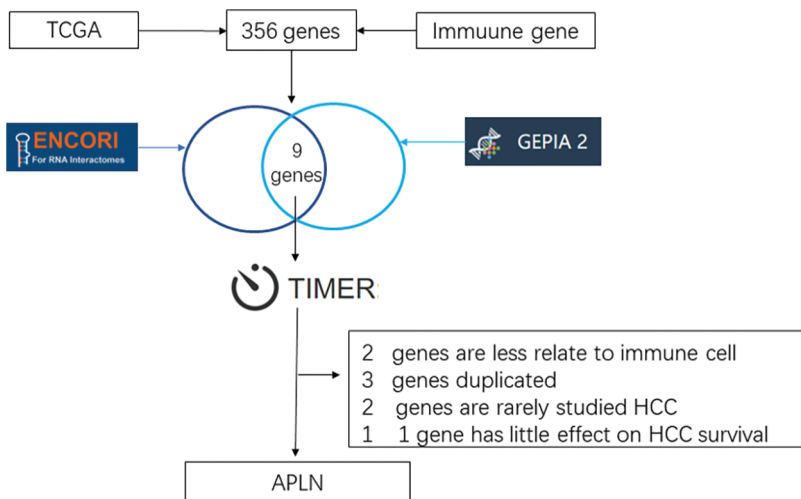 TCGA
356 genes
Immuune gene
ENCORI
For RNA Interactomes
9
genes
GEPIA 2
TIMER
2 genes are less relate to immune cell
3 genes duplicated
2 genes are rarely studied HCC
1 1 gene has little effect on HCC survival
APLN